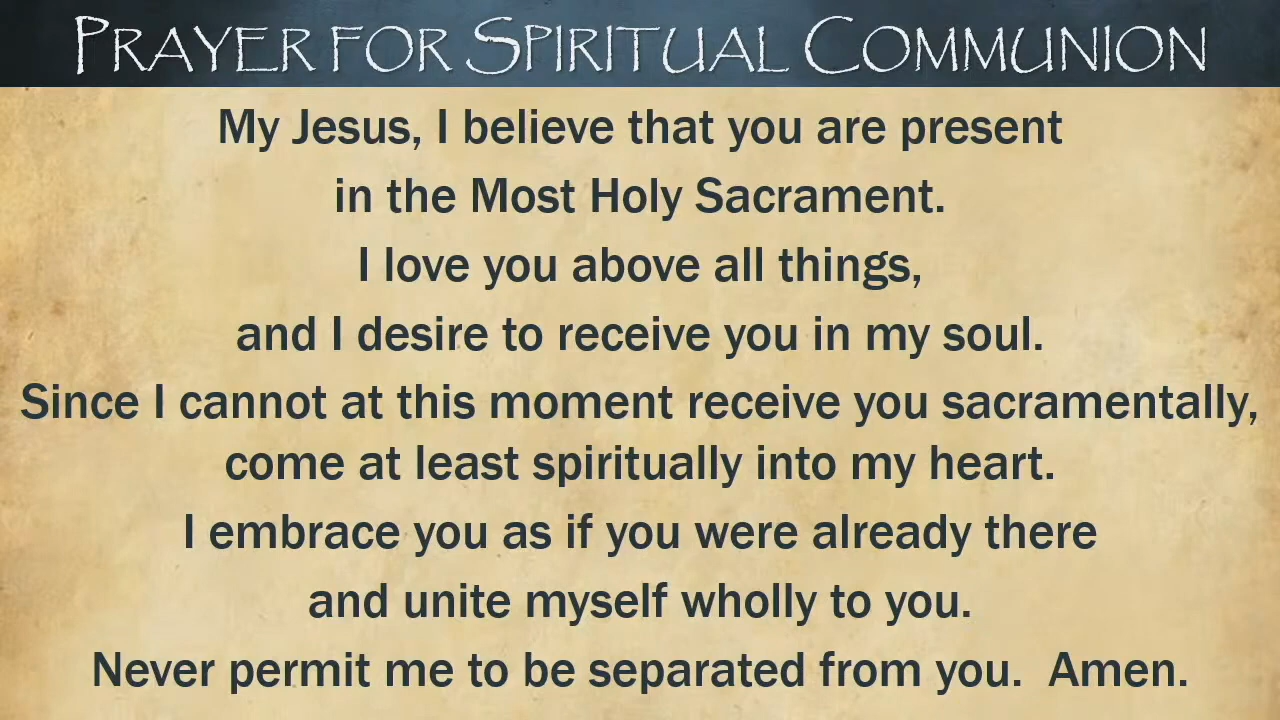 PRAYER FOR SPIRITUAL COMMUNION
My Jesus, I believe that you are present
in the Most Holy Sacrament.
I love you above all things,
and I desire to receive you in my soul.
Since I cannot at this moment receive you sacramentally,
come at least spiritually into my heart.
I embrace you as if you were already there
and unite myself wholly to you.
Never permit me to be separated from you.  Amen.